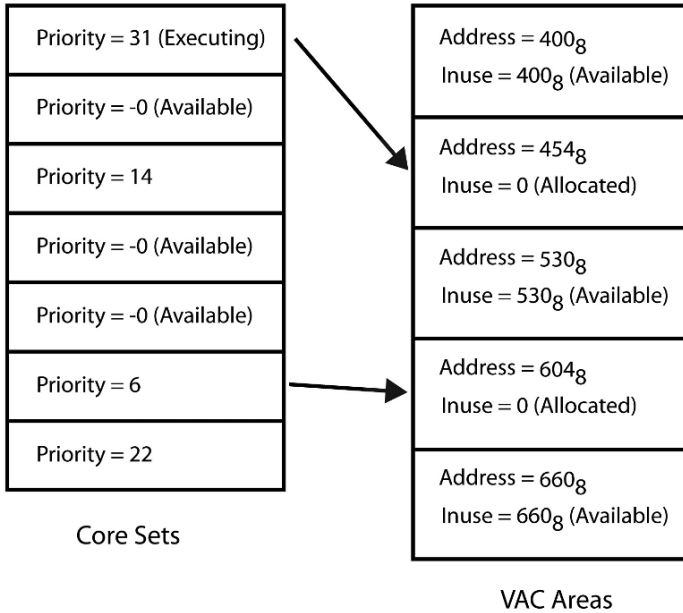 Priority = 31 (Executing)
Priority = -0 (Available)
Priority = 14
Priority = -0 (Available)
Priority = -0 (Available)
Priority = 6
Priority = 22
Core Sets
Address = 400₈
Inuse = 400₈ (Available)
Address = 454₈
Inuse = 0 (Allocated)
Address = 530₈
Inuse = 530₈ (Available)
Address = 604₈
Inuse = 0 (Allocated)
Address = 660₈
Inuse = 660₈ (Available)
VAC Areas